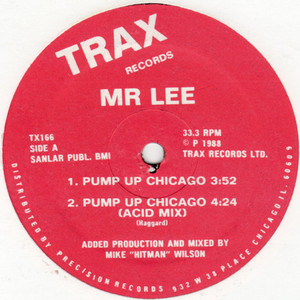 TRAX
RECORDS
MR LEE
TX166
SIDE A
SANLAR PUBL. BMI
33.3 RPM
© P 1988
TRAX RECORDS LTD.
1. PUMP UP CHICAGO 3:52
2. PUMP UP CHICAGO 4:24
(ACID MIX)
(Haggard)
ADDED PRODUCTION AND MIXED BY
MIKE "HITMAN" WILSON
DISTRIBUTED BY PRECISION RECORDS 932 W 38 PLACE CHICAGO IL. 60609